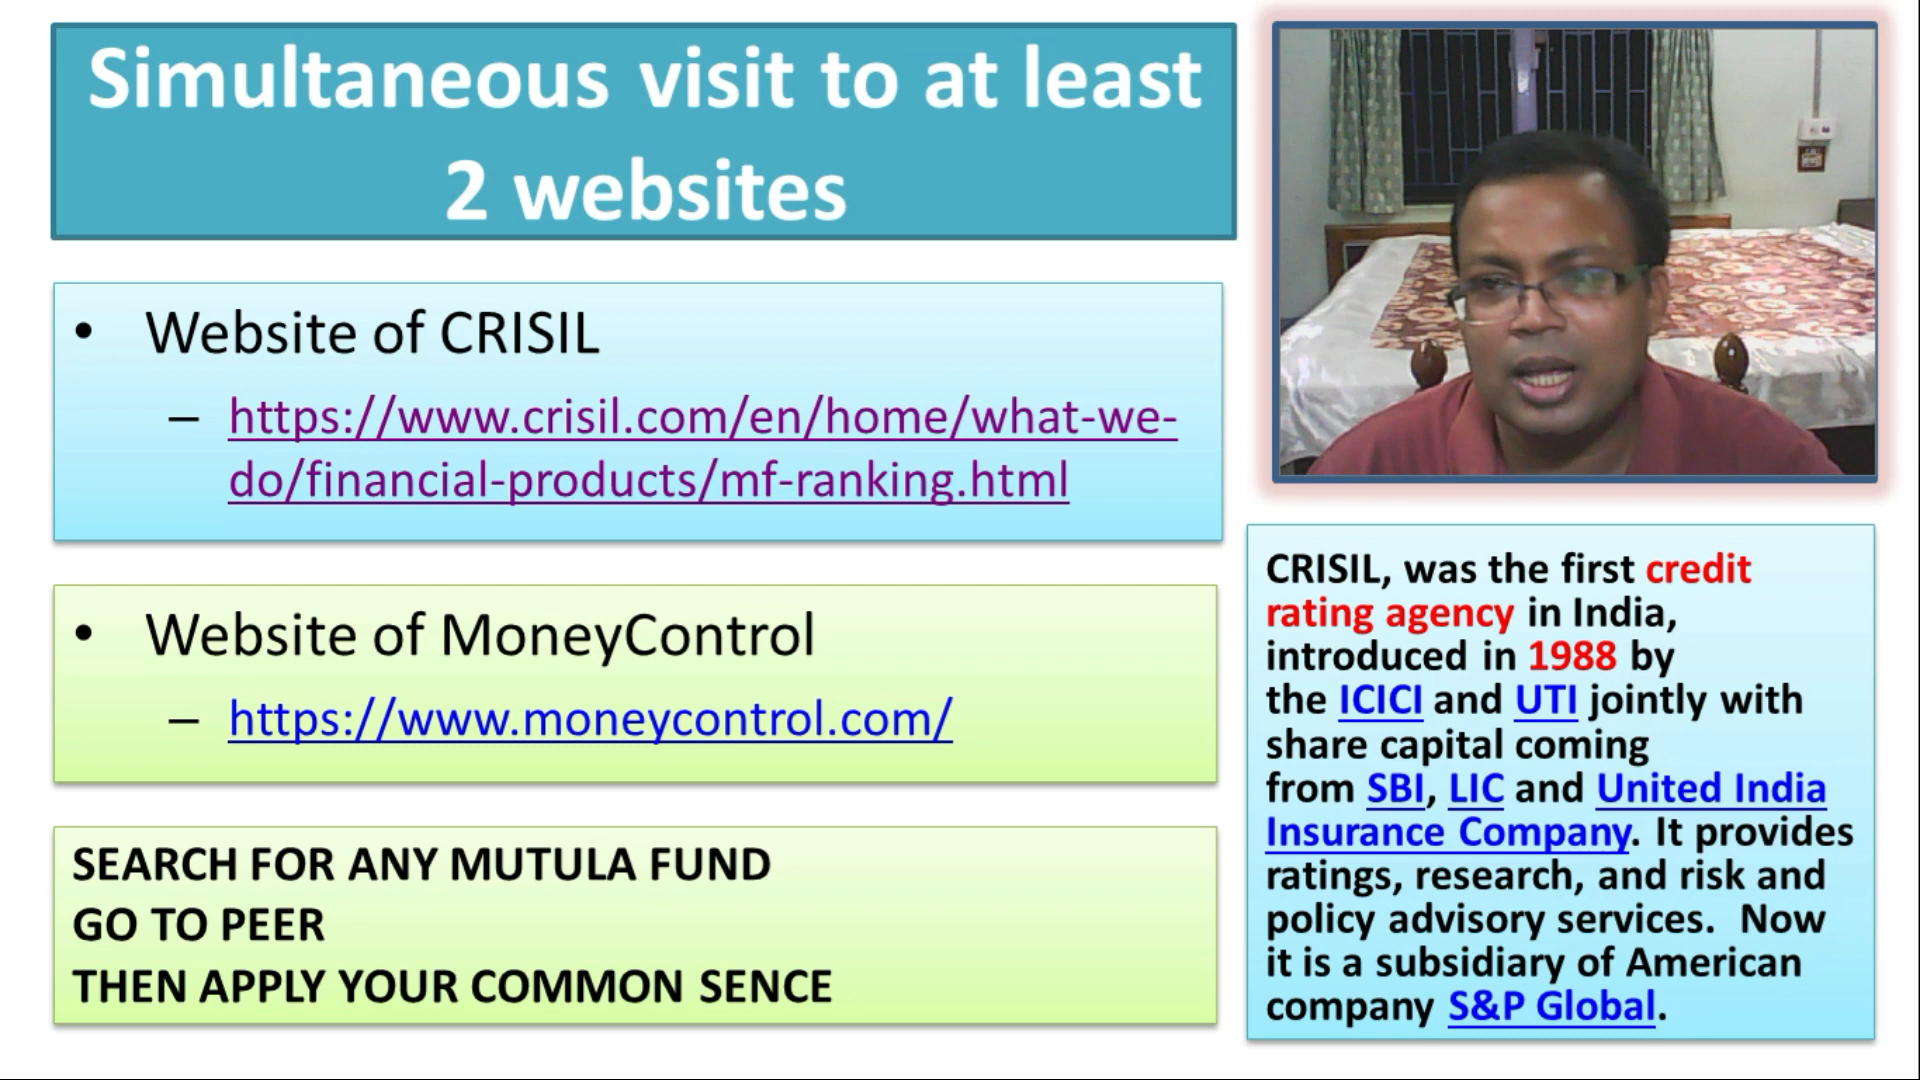 Simultaneous visit to at least
2 websites
• Website of CRISIL
– https://www.crisil.com/en/home/what-we-
do/financial-products/mf-ranking.html
• Website of MoneyControl
– https://www.moneycontrol.com/
SEARCH FOR ANY MUTULA FUND
GO TO PEER
THEN APPLY YOUR COMMON SENCE
CRISIL, was the first credit
rating agency in India,
introduced in 1988 by
the ICICI and UTI jointly with
share capital coming
from SBI, LIC and United India
Insurance Company. It provides
ratings, research, and risk and
policy advisory services. Now
it is a subsidiary of American
company S&P Global.